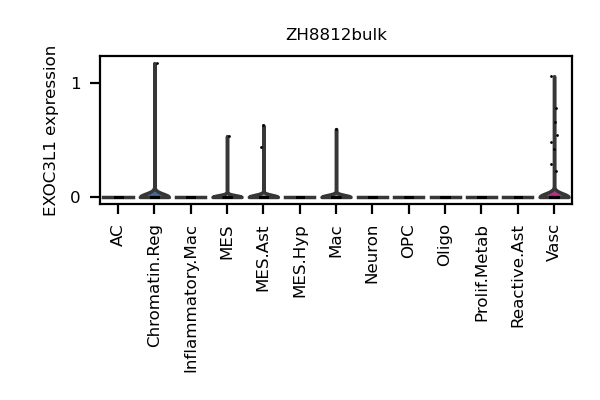 ZH8812bulk
EXOC3L1 expression
1
0
AC
Chromatin.Reg
Inflammatory.Mac
MES
MES.Ast
MES.Hyp
Mac
Neuron
OPC
Oligo
Prolif.Metab
Reactive.Ast
Vasc